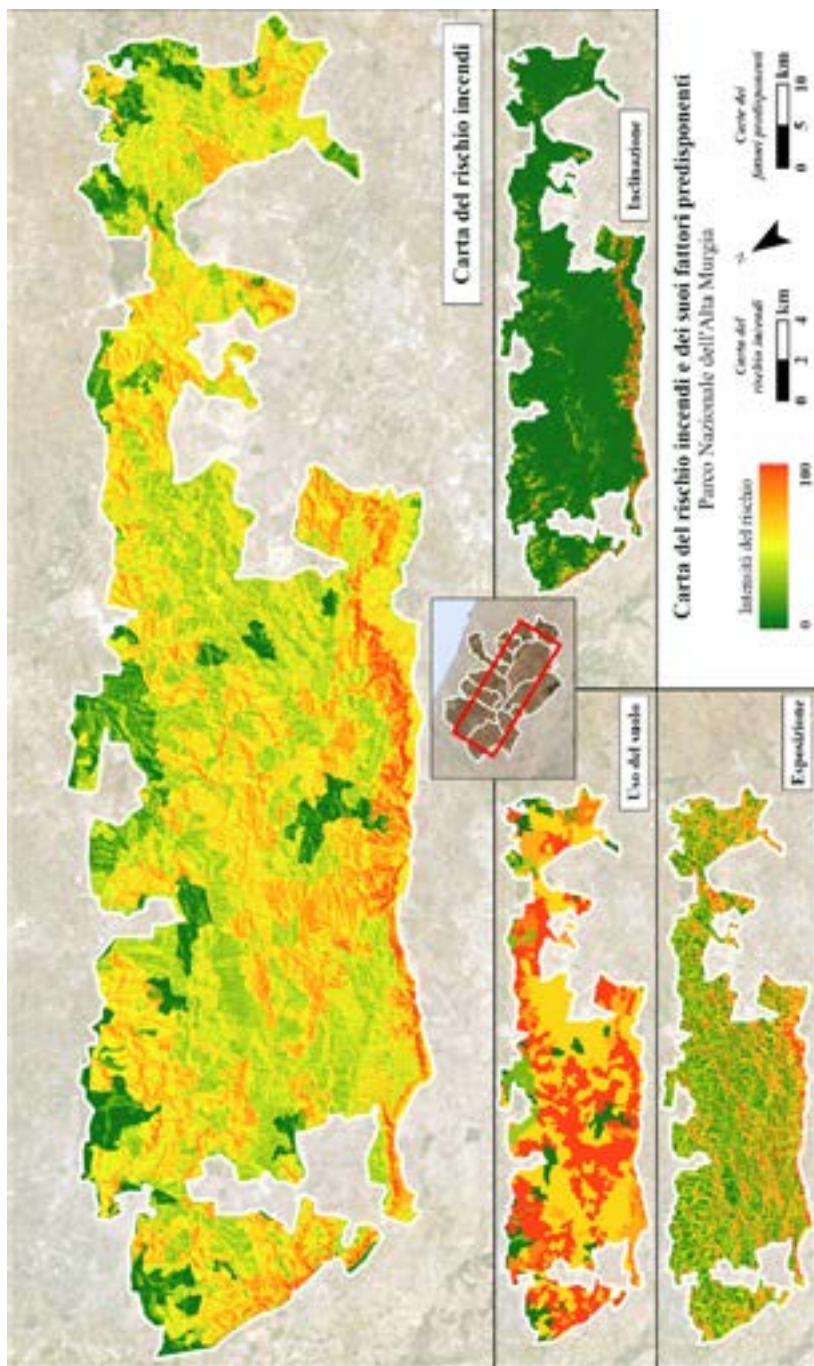 Carta del rischio incendi
Inclinazione
Uso del suolo
Esposizione
Carta del rischio incendi e dei suoi fattori predisponenti
Parco Nazionale dell'Alta Murgia
Intensità del rischio
0 100
Carta del
rischio incendi
0 2 4 km
Carte dei
fattori predisponenti
0 5 10 km